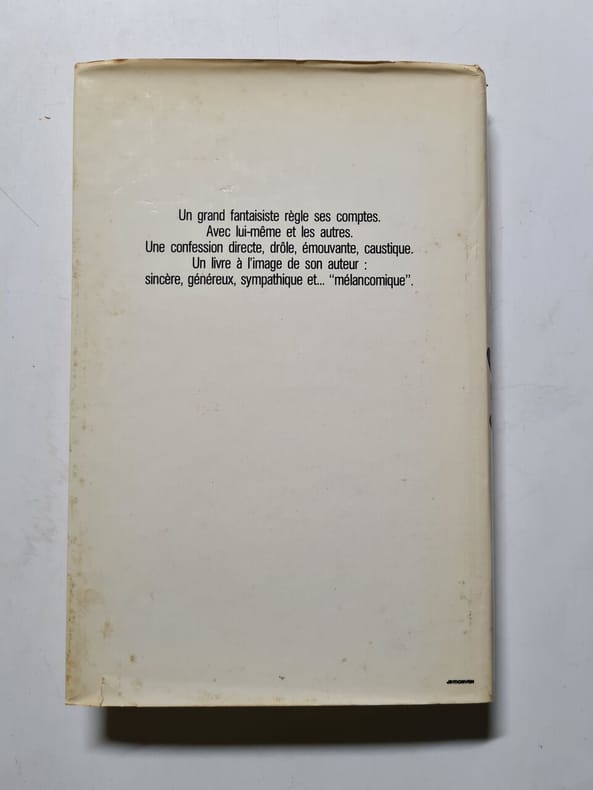 Un grand fantaisiste règle ses comptes.
Avec lui-même et les autres.
Une confession directe, drôle, émouvante, caustique.
Un livre à l'image de son auteur :
sincère, généreux, sympathique et... “mélancomique”.